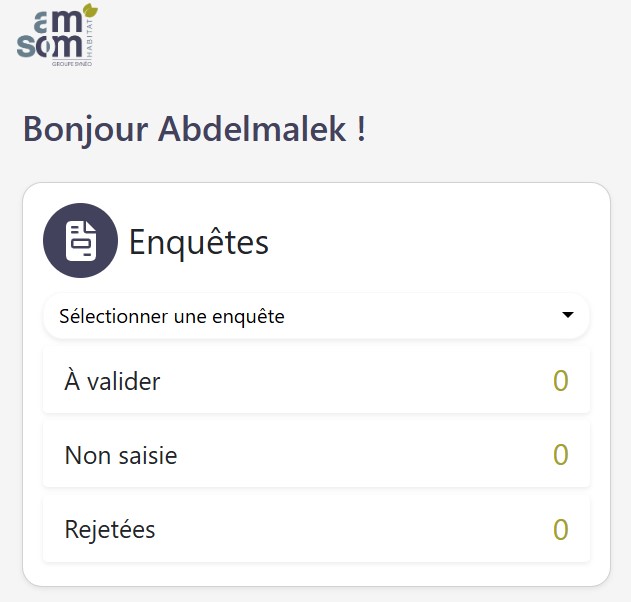 am
som
HABITAT
GROUPE SYNÉO
Bonjour Abdelmalek !
Enquêtes
Sélectionner une enquête
À valider 0
Non saisie 0
Rejetées 0